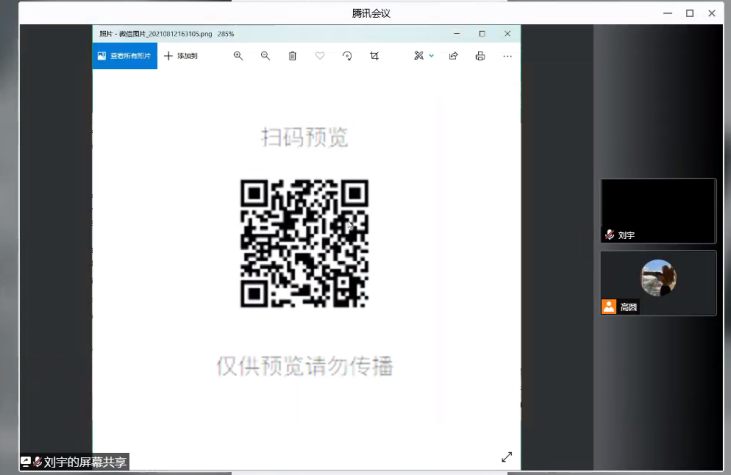 腾讯会议
照片 - 微信图片_20210812163105.png 285%
查看所有照片
添加到
扫码预览
仅供预览请勿传播
刘宇
高圆
刘宇的屏幕共享